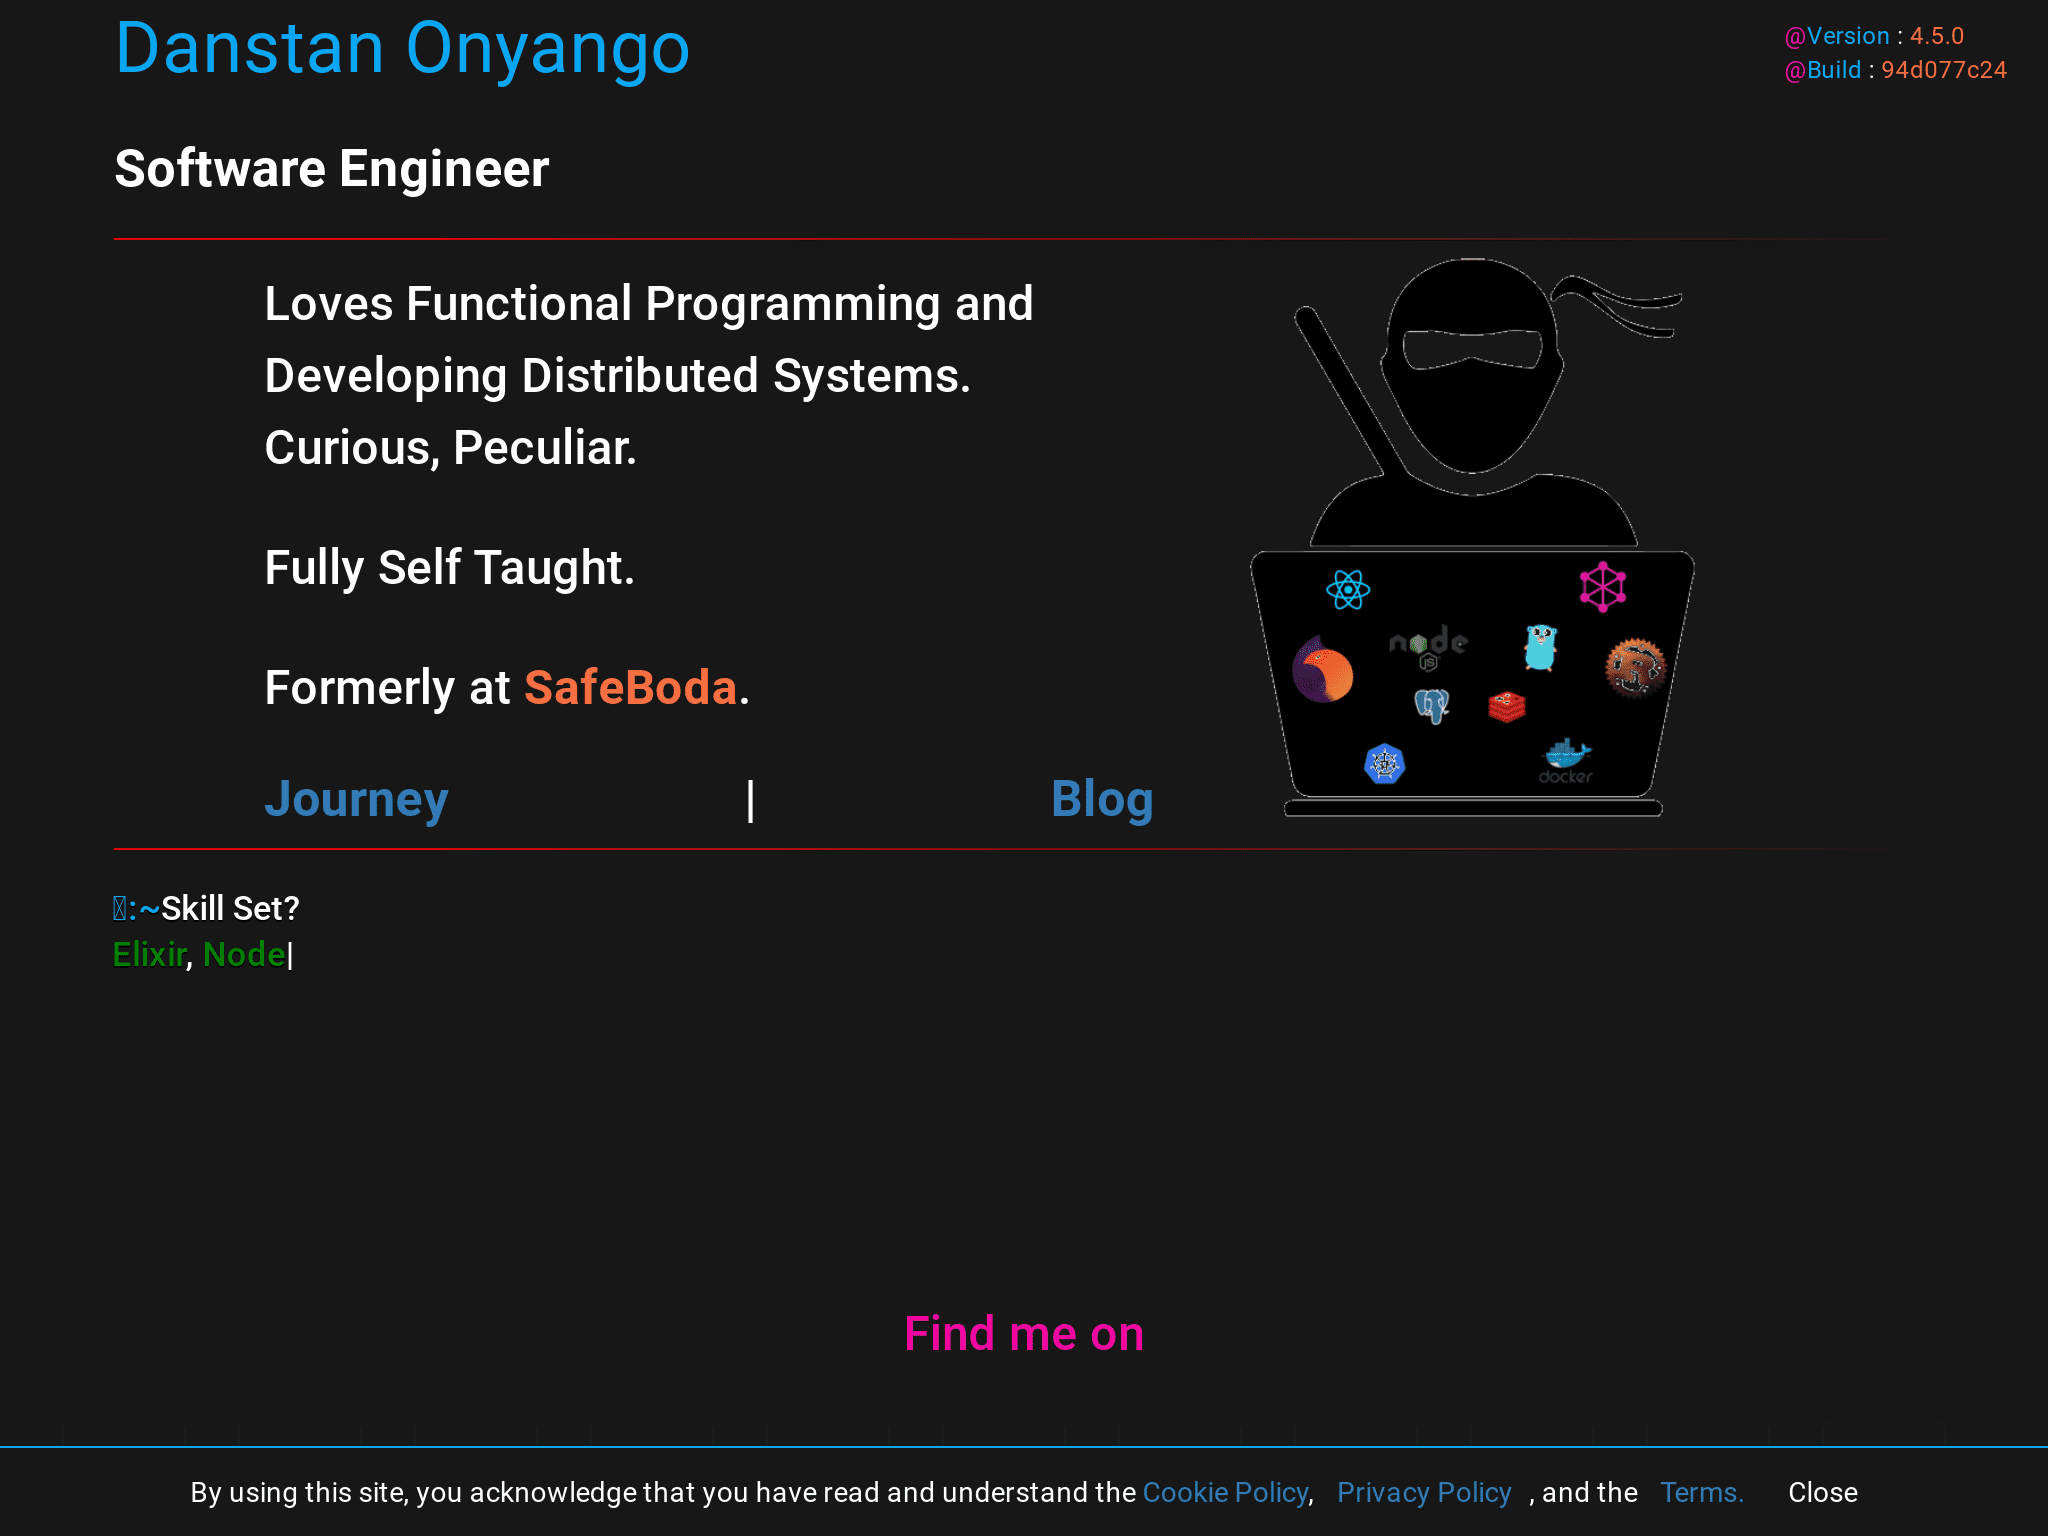 Danstan Onyango
@Version : 4.5.0
@Build : 94d077c24
Software Engineer
Loves Functional Programming and
Developing Distributed Systems.
Curious, Peculiar.
Fully Self Taught.
Formerly at SafeBoda.
Journey | Blog
node
JS
docker
:~Skill Set?
Elixir, Node|
Find me on
By using this site, you acknowledge that you have read and understand the Cookie Policy, Privacy Policy , and the Terms. Close